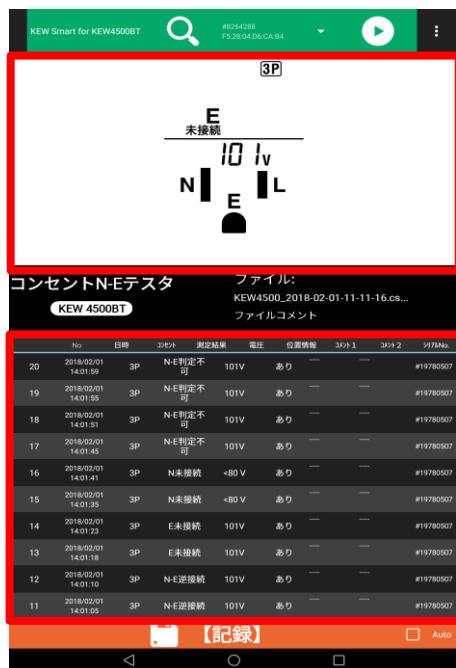 KEW Smart for KEW4500BT
#8264288
F5:28:04:D6:CA:B4
3P
E
未接続
101v
N
L
E
コンセントN-Eテスタ
KEW 4500BT
ファイル:
KEW4500_2018-02-01-11-11-16.cs...
ファイルコメント
No 日時 ｺﾝｾﾝﾄ 測定結果 電圧 位置情報 ｺﾒﾝﾄ１ ｺﾒﾝﾄ２ ｼﾘｱﾙNo.
20 2018/02/01 14:01:59 3P N-E判定不可 101V あり — — #19780507
19 2018/02/01 14:01:55 3P N-E判定不可 101V あり — — #19780507
18 2018/02/01 14:01:51 3P N-E判定不可 101V あり — — #19780507
17 2018/02/01 14:01:45 3P N-E判定不可 101V あり — — #19780507
16 2018/02/01 14:01:41 3P N未接続 <80 V あり — — #19780507
15 2018/02/01 14:01:35 3P N未接続 <80 V あり — — #19780507
14 2018/02/01 14:01:23 3P E未接続 101V あり — — #19780507
13 2018/02/01 14:01:18 3P E未接続 101V あり — — #19780507
12 2018/02/01 14:01:10 3P N-E逆接続 101V あり — — #19780507
11 2018/02/01 14:01:05 3P N-E逆接続 101V あり — — #19780507
【記録】
Auto